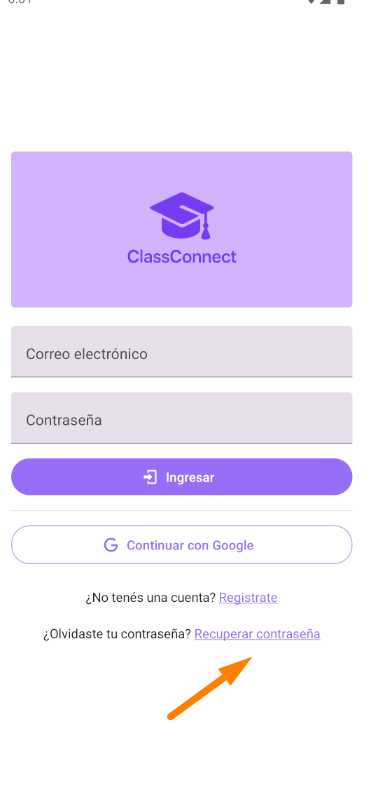 ClassConnect
Correo electrónico
Contraseña
Ingresar
Continuar con Google
¿No tenés una cuenta? Registrate
¿Olvidaste tu contraseña? Recuperar contraseña